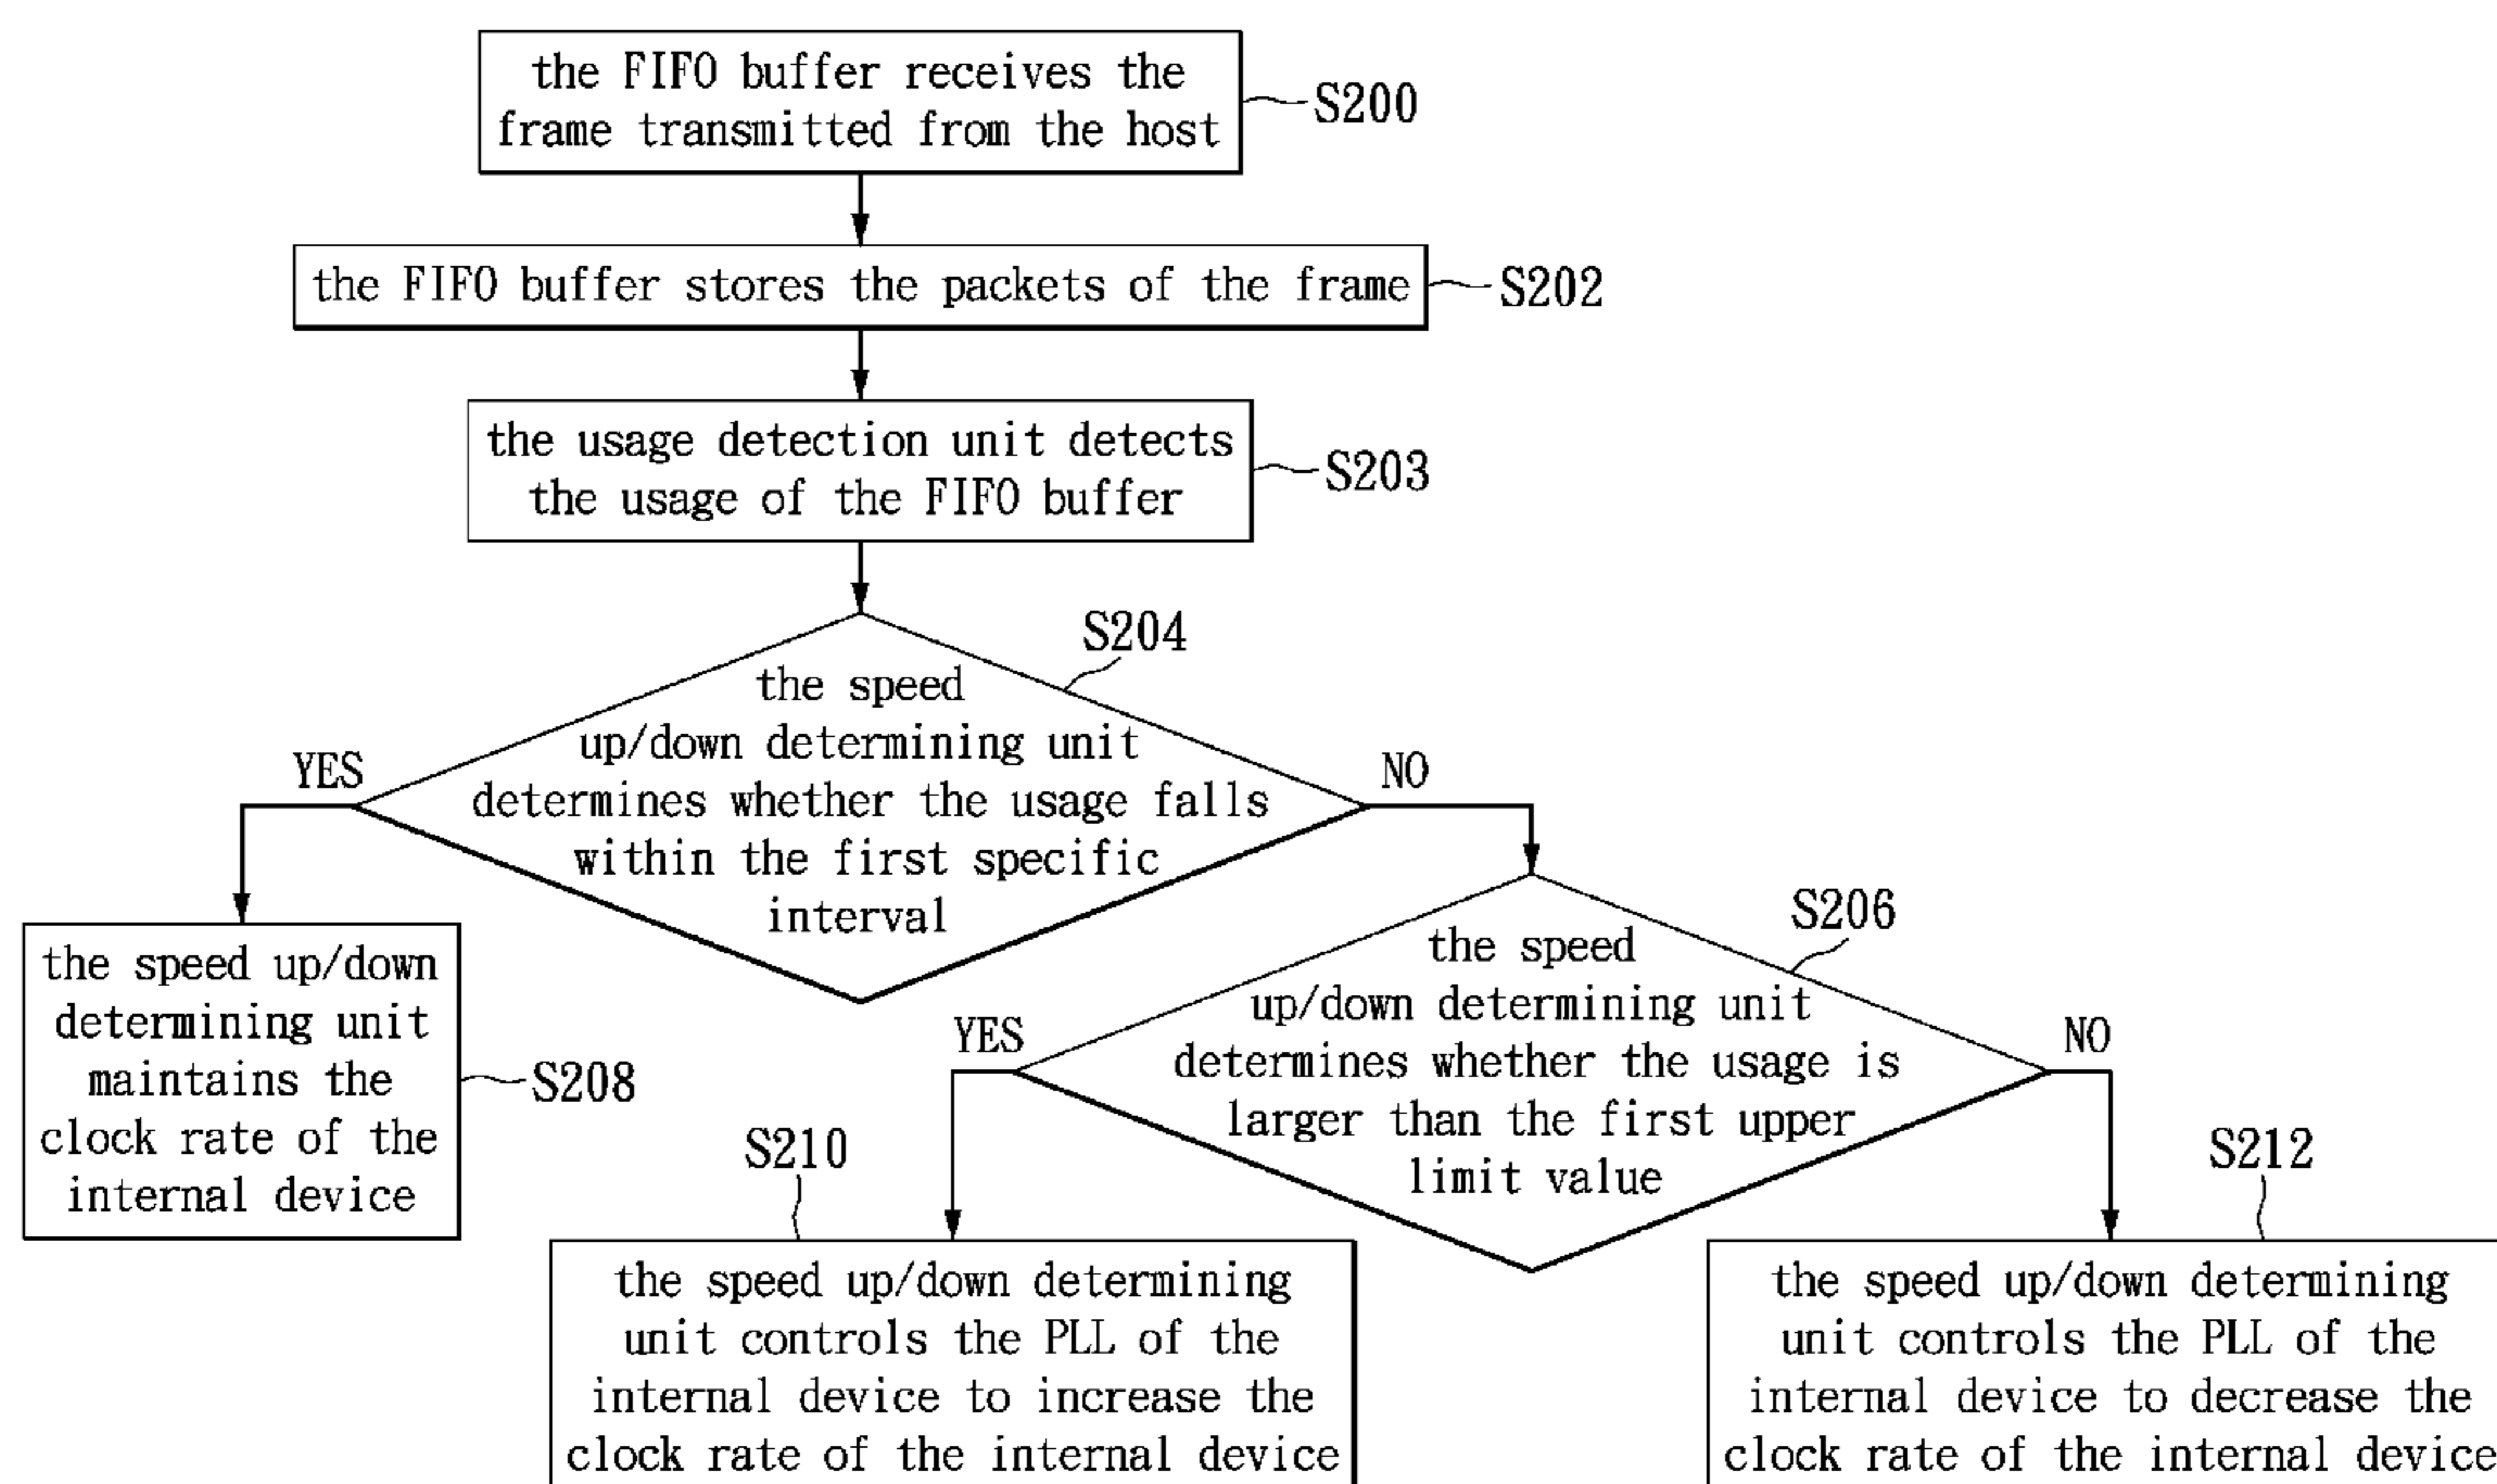 the FIFO buffer receives the
frame transmitted from the host
S200
the FIFO buffer stores the packets of the frame
S202
the usage detection unit detects
the usage of the FIFO buffer
S203
S204
the speed
up/down determining unit
determines whether the usage falls
within the first specific
interval
YES
NO
the speed up/down
determining unit
maintains the
clock rate of the
internal device
S208
S206
the speed
up/down determining unit
determines whether the usage is
larger than the first upper
limit value
YES
NO
S210
the speed up/down determining
unit controls the PLL of the
internal device to increase the
clock rate of the internal device
S212
the speed up/down determining
unit controls the PLL of the
internal device to decrease the
clock rate of the internal device